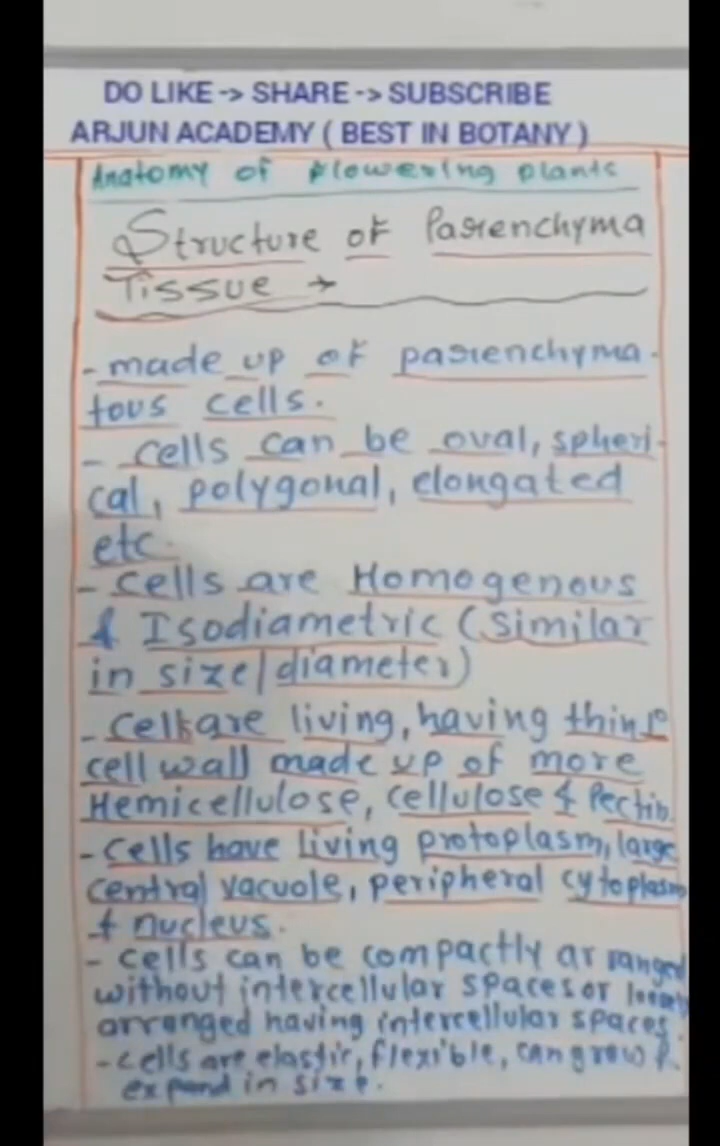 DO LIKE -> SHARE -> SUBSCRIBE
ARJUN ACADEMY ( BEST IN BOTANY )
Anatomy of Flowering plants
Structure of Parenchyma
Tissue →
- made up of parenchyma-
tous cells.
- cells can be oval, spheri-
cal, polygonal, elongated
etc.
- cells are Homogenous
& Isodiametric (similar
in size/diameter)
- cells are living, having thin
cell wall made up of more
Hemicellulose, cellulose & Pectin.
- cells have living protoplasm, large
central vacuole, peripheral cytoplasm
& nucleus.
- cells can be compactly arranged
without intercellular spaces or loosely
arranged having intercellular spaces.
- cells are elastic, flexible, can grow &
expand in size.